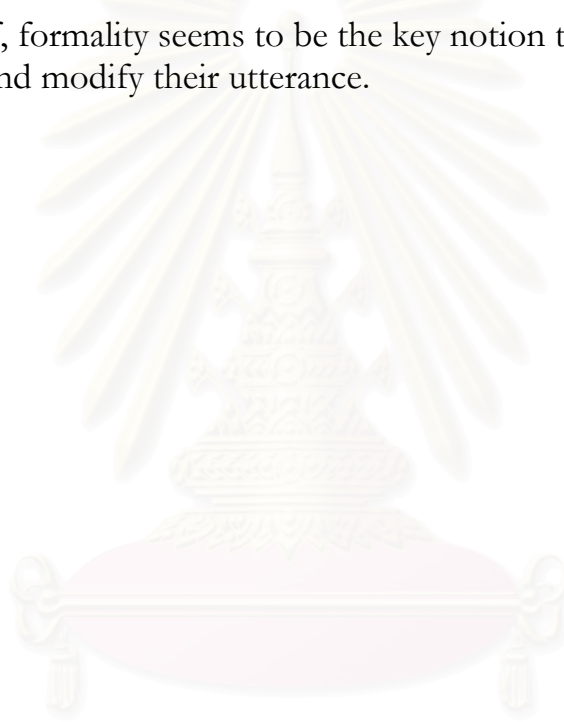 , formality seems to be the key notion t
nd modify their utterance.